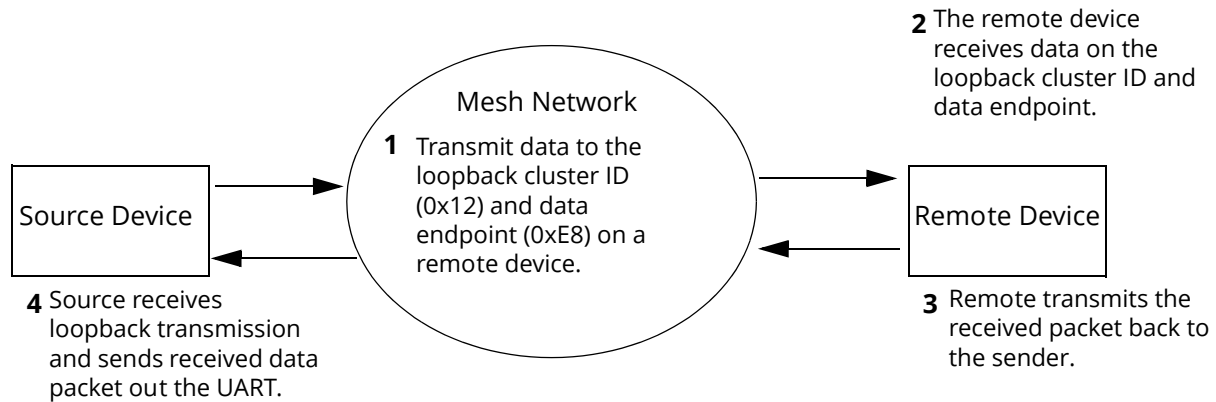 Mesh Network
1 Transmit data to the
loopback cluster ID
(0x12) and data
endpoint (0xE8) on a
remote device.
2 The remote device
receives data on the
loopback cluster ID and
data endpoint.
Source Device
Remote Device
3 Remote transmits the
received packet back to
the sender.
4 Source receives
loopback transmission
and sends received data
packet out the UART.